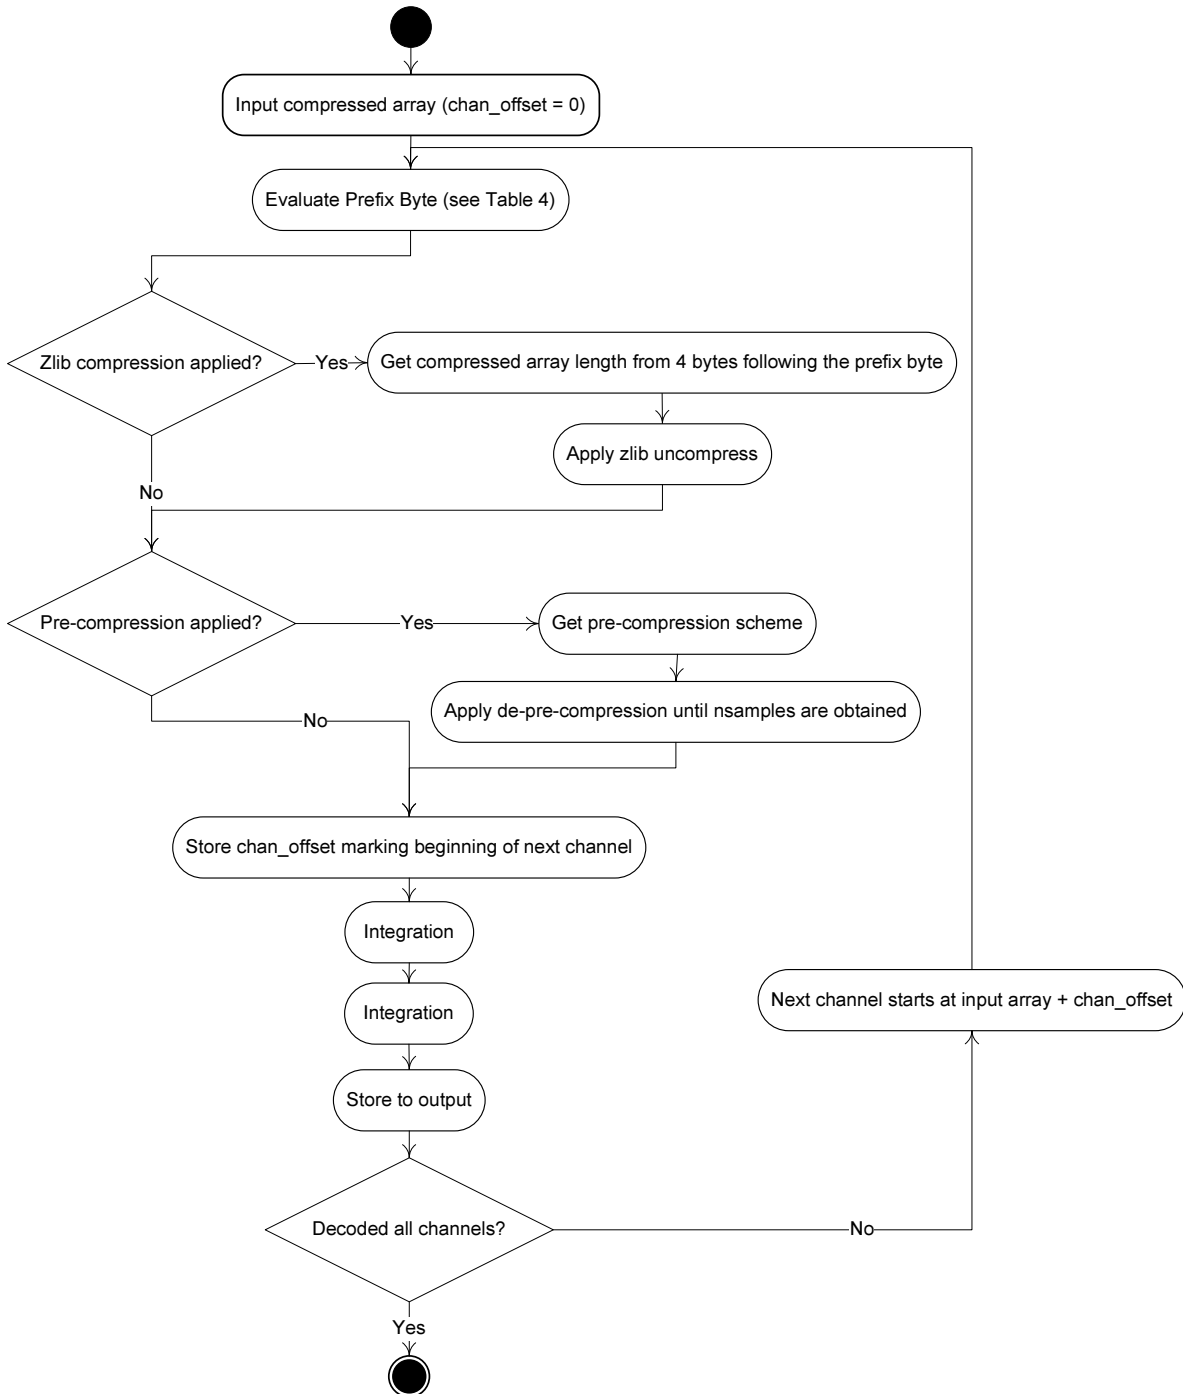 Input compressed array (chan_offset = 0)
Evaluate Prefix Byte (see Table 4)
Zlib compression applied?
Yes
Get compressed array length from 4 bytes following the prefix byte
Apply zlib uncompress
No
Pre-compression applied?
Yes
Get pre-compression scheme
Apply de-pre-compression until nsamples are obtained
No
Store chan_offset marking beginning of next channel
Integration
Next channel starts at input array + chan_offset
Integration
Store to output
Decoded all channels?
No
Yes